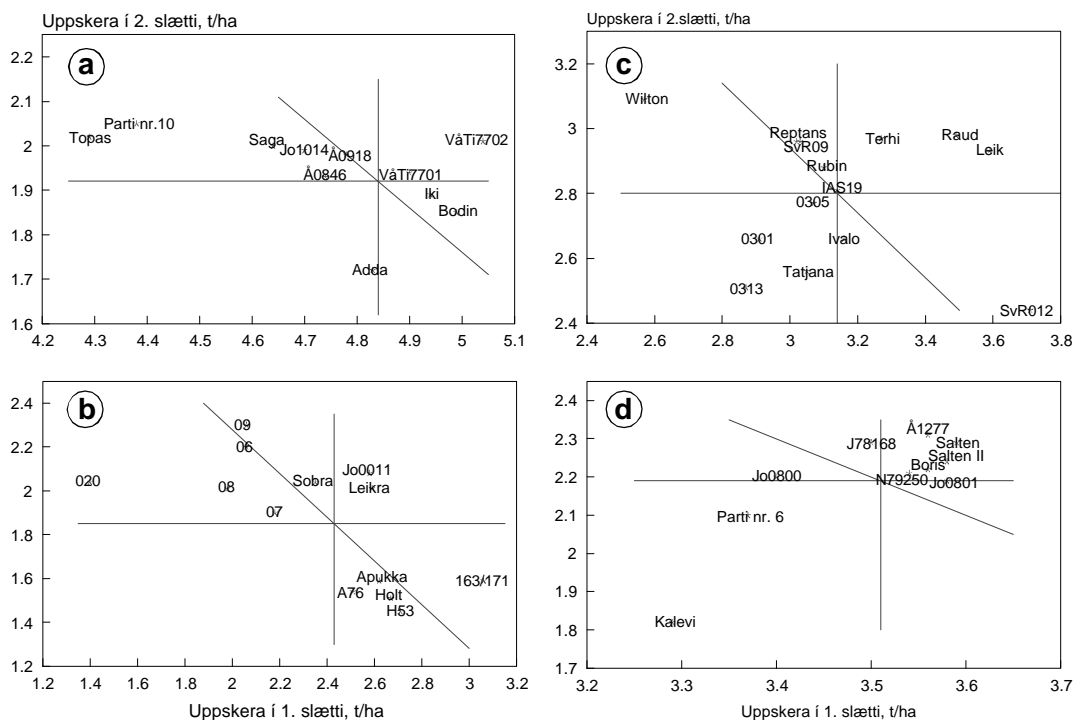 Uppskera í 2. slætti, t/ha
a
2.2
2.1
2
1.9
1.8
1.7
1.6
Topas
Parti nr.10
Saga
Jo1014
Å0918
VåTi7702
Å0846
VåTi7701
Iki
Bodin
Adda
4.2 4.3 4.4 4.5 4.6 4.7 4.8 4.9 5 5.1
Uppskera í 2.slætti, t/ha
c
3.2
3
2.8
2.6
2.4
Wilton
Reptans
SvR09
Terhi
Raud
Leik
Rubin
IAS19
0305
0301
Ivalo
Tatjana
0313
SvR012
2.4 2.6 2.8 3 3.2 3.4 3.6 3.8
b
2.4
2.2
2
1.8
1.6
1.4
1.2
09
06
020
08
Sobra
Jo0011
Leikra
07
Apukka
163/171
A76
Holt
H53
1.2 1.4 1.6 1.8 2 2.2 2.4 2.6 2.8 3 3.2
Uppskera í 1. slætti, t/ha
d
2.4
2.3
2.2
2.1
2
1.9
1.8
1.7
Å1277
J78168
Salten
Salten II
Boris
Jo0800
N79250
Jo0801
Parti nr. 6
Kalevi
3.2 3.3 3.4 3.5 3.6 3.7
Uppskera í 1. slætti, t/ha